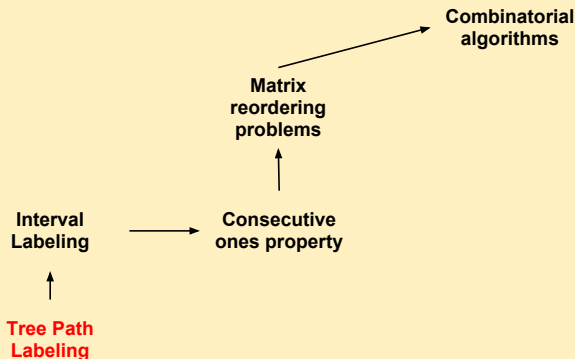 Combinatorial
algorithms
Matrix
reordering
problems
Interval
Labeling
Consecutive
ones property
Tree Path
Labeling